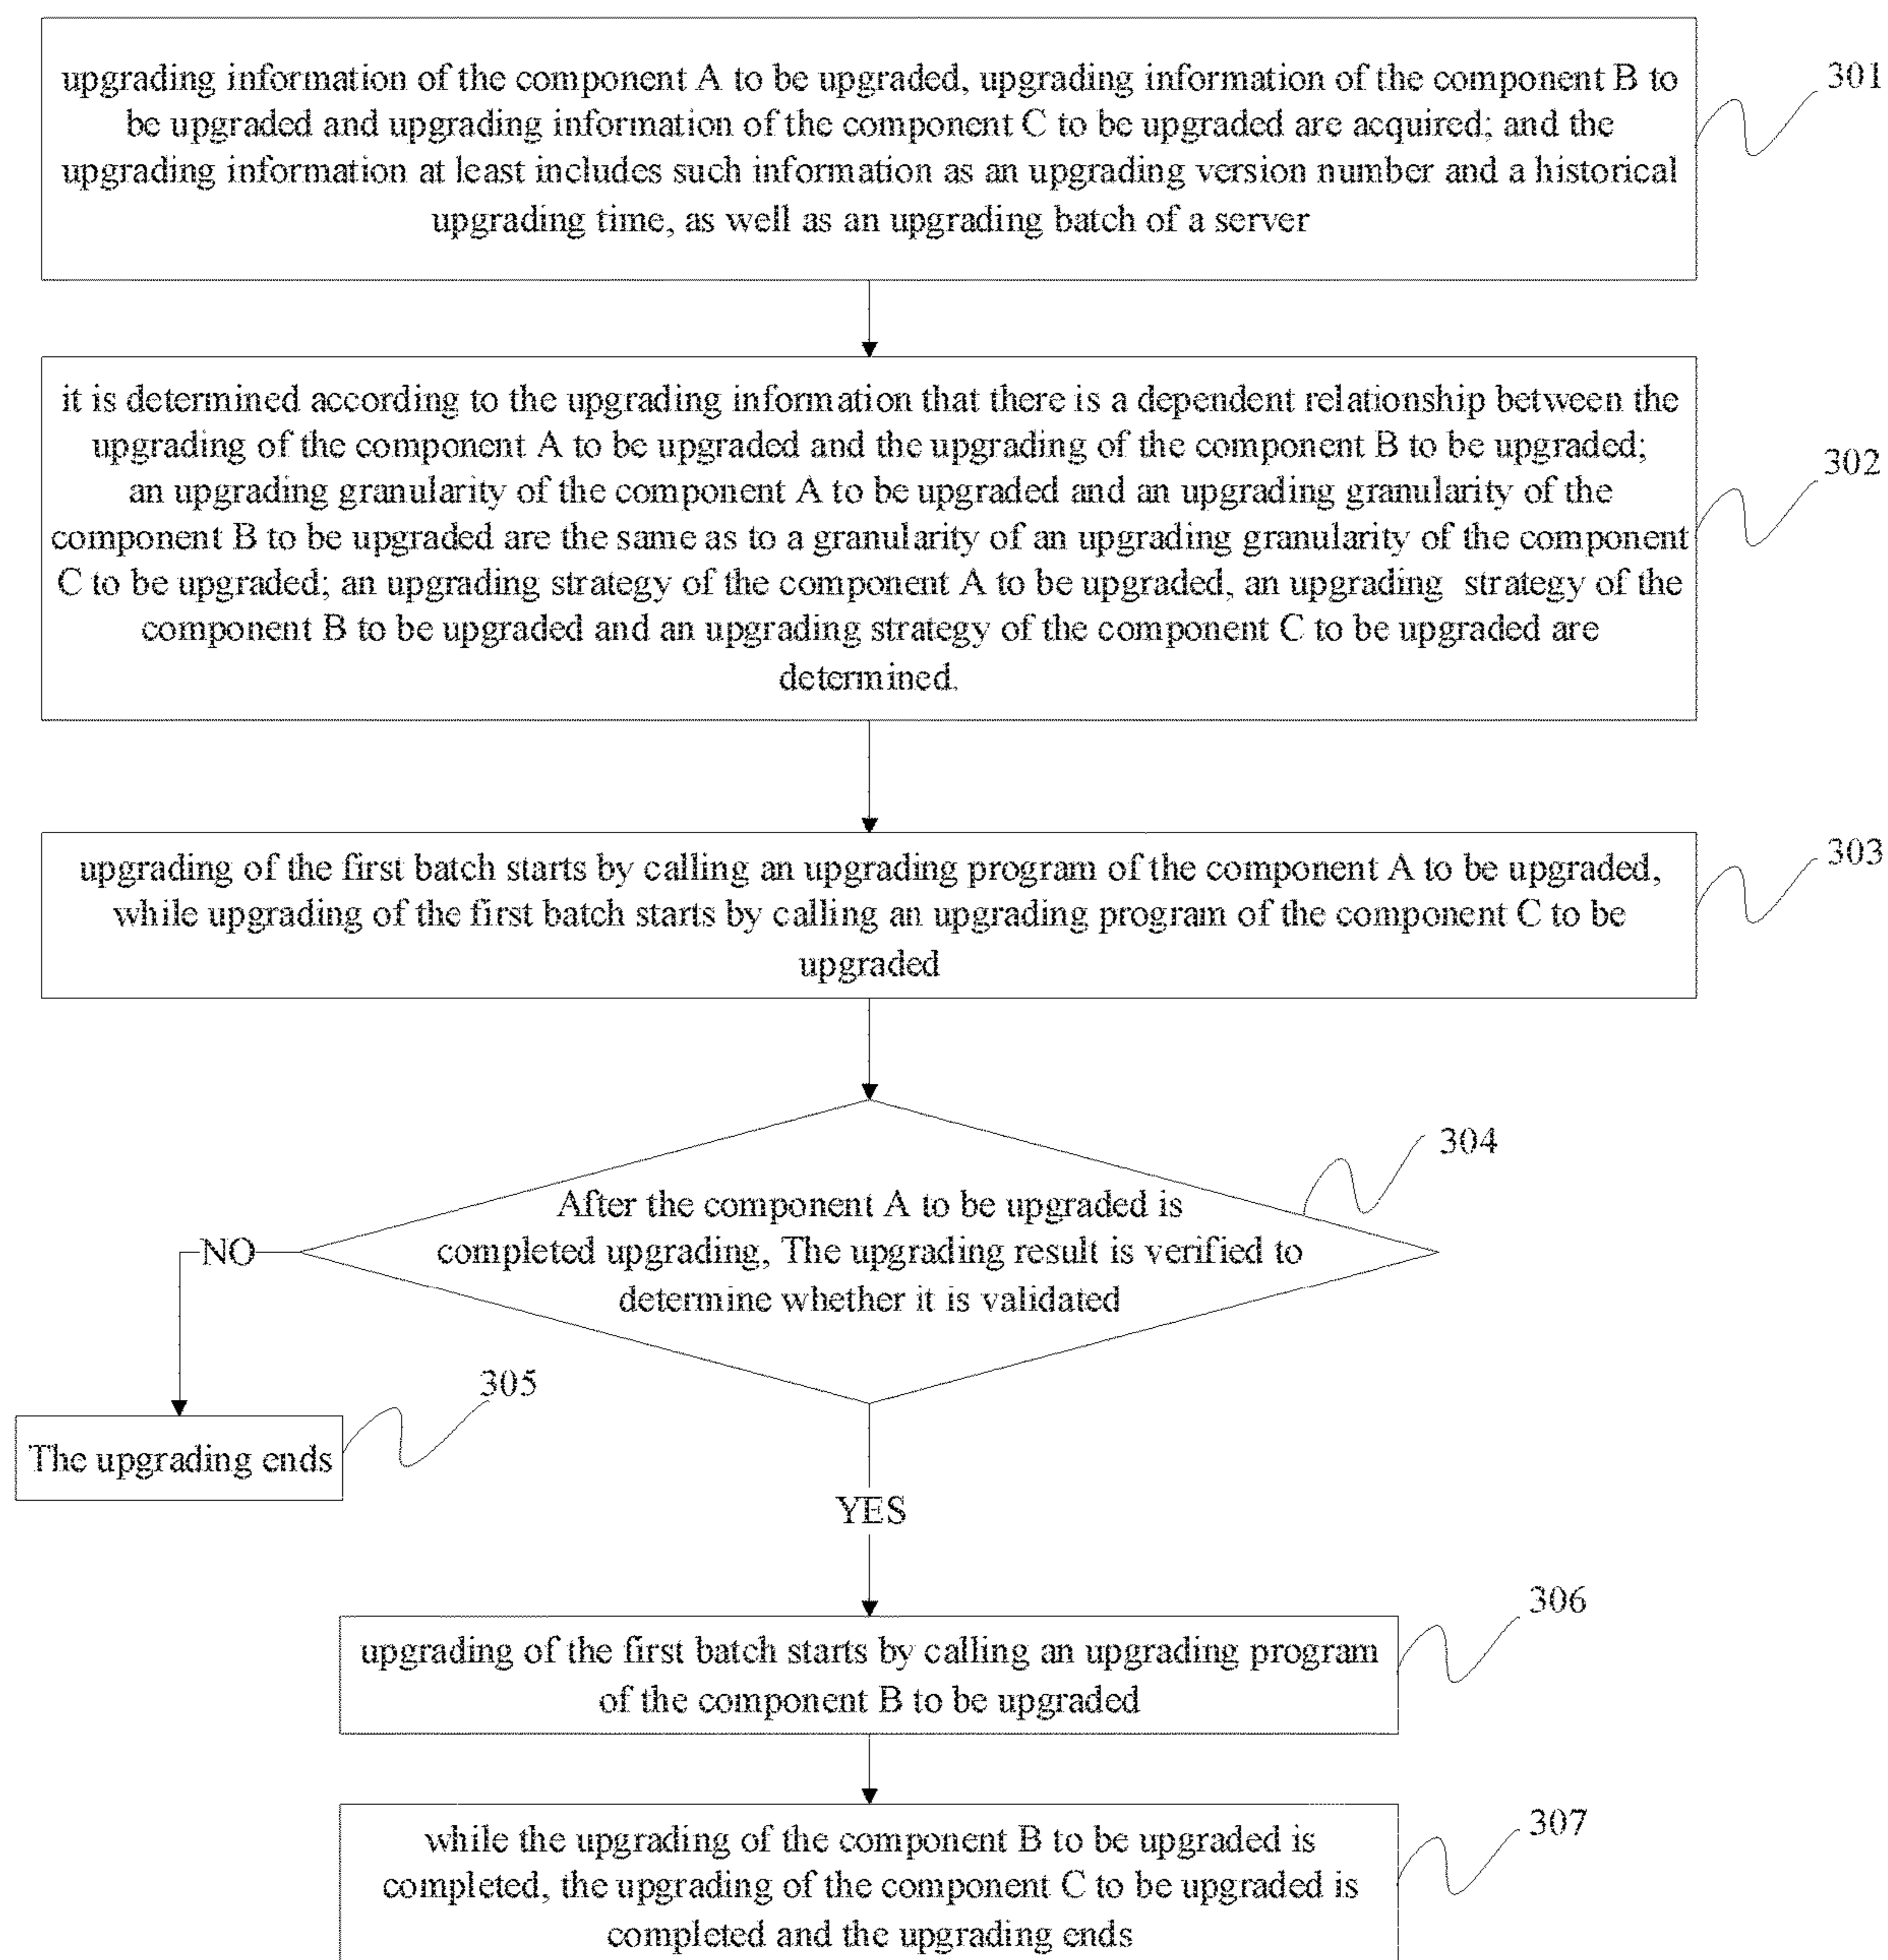 upgrading information of the component A to be upgraded, upgrading information of the component B to
be upgraded and upgrading information of the component C to be upgraded are acquired; and the
upgrading information at least includes such information as an upgrading version number and a historical
upgrading time, as well as an upgrading batch of a server
301
it is determined according to the upgrading information that there is a dependent relationship between the
upgrading of the component A to be upgraded and the upgrading of the component B to be upgraded;
an upgrading granularity of the component A to be upgraded and an upgrading granularity of the
component B to be upgraded are the same as to a granularity of an upgrading granularity of the component
C to be upgraded; an upgrading strategy of the component A to be upgraded, an upgrading strategy of the
component B to be upgraded and an upgrading strategy of the component C to be upgraded are
determined.
302
upgrading of the first batch starts by calling an upgrading program of the component A to be upgraded,
while upgrading of the first batch starts by calling an upgrading program of the component C to be
upgraded
303
After the component A to be upgraded is
completed upgrading, The upgrading result is verified to
determine whether it is validated
304
NO
The upgrading ends
305
YES
upgrading of the first batch starts by calling an upgrading program
of the component B to be upgraded
306
while the upgrading of the component B to be upgraded is
completed, the upgrading of the component C to be upgraded is
completed and the upgrading ends
307